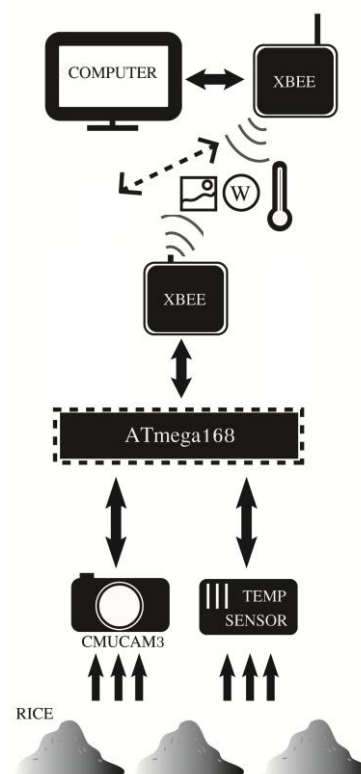 COMPUTER
XBEE
W
XBEE
ATmega168
TEMP
SENSOR
CMUCAM3
RICE